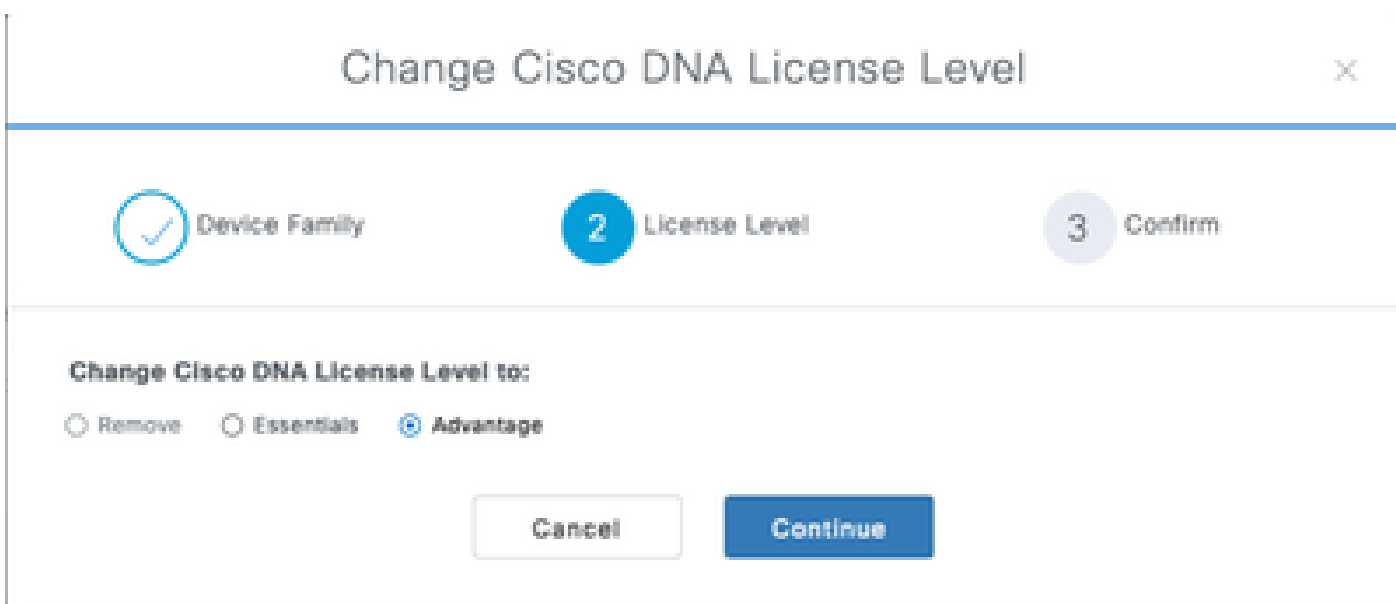 Change Cisco DNA License Level
Device Family
2 License Level
3 Confirm
Change Cisco DNA License Level to:
Remove Essentials Advantage
Cancel Continue